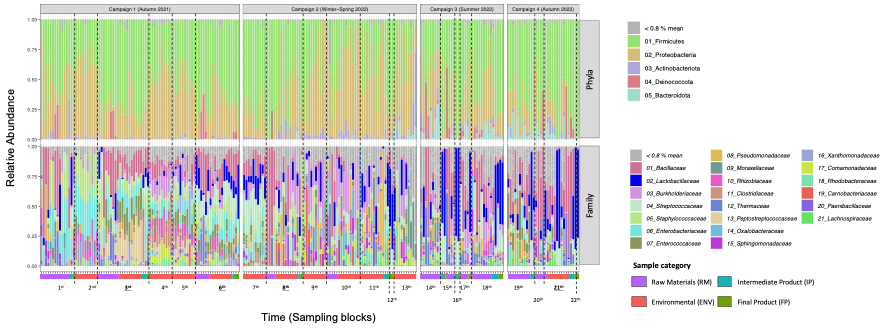 Campaign 1 (Autumn 2021) Campaign 2 (Winter–Spring 2022) Campaign 3 (Summer 2022) Campaign 4 (Autumn 2022)
Relative Abundance
1.00
0.75
0.50
0.25
0.00
Phyla
1.00
0.75
0.50
0.25
0.00
Family
1st 2nd 3rd 4th 5th 6th 7th 8th 9th 10th 11th 12th 13th 14th 15th 16th 17th 18th 19th 20th 21th 22th
Time (Sampling blocks)
< 0.8 % mean
01_Firmicutes
02_Proteobacteria
03_Actinobacteriota
04_Deinococcota
05_Bacteroidota
< 0.8 % mean
01_Bacillaceae
02_Lactobacillaceae
03_Burkholderiaceae
04_Streptococcaceae
05_Staphylococcaceae
06_Enterobacteriaceae
07_Enterococcaceae
08_Pseudomonadaceae
09_Moraxellaceae
10_Rhizobiaceae
11_Clostridiaceae
12_Thermaceae
13_Peptostreptococcaceae
14_Oxalobacteraceae
15_Sphingomonadaceae
16_Xanthomonadaceae
17_Comamonadaceae
18_Rhodobacteraceae
19_Carnobacteriaceae
20_Paenibacillaceae
21_Lachnospiraceae
Sample category
Raw Materials (RM) Intermediate Product (IP)
Environmental (ENV) Final Product (FP)